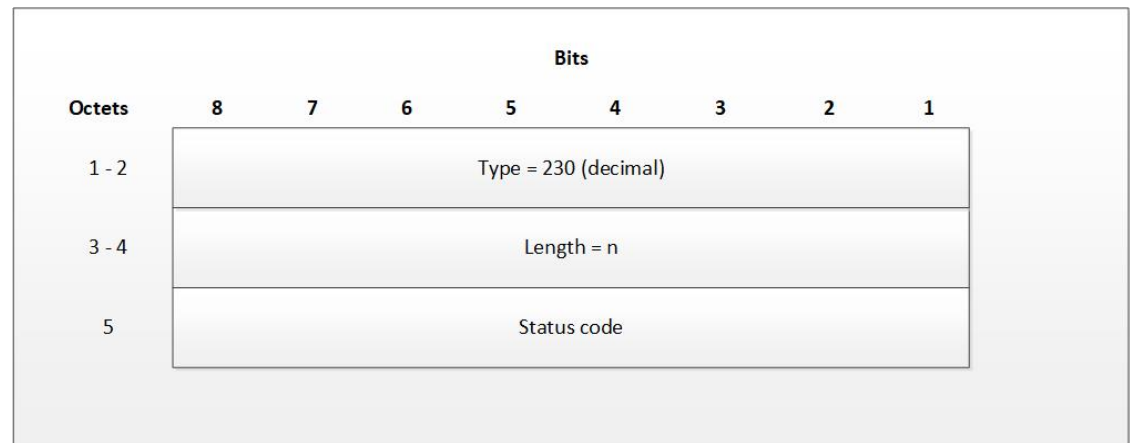 Bits
Octets 8 7 6 5 4 3 2 1
1 - 2 Type = 230 (decimal)
3 - 4 Length = n
5 Status code